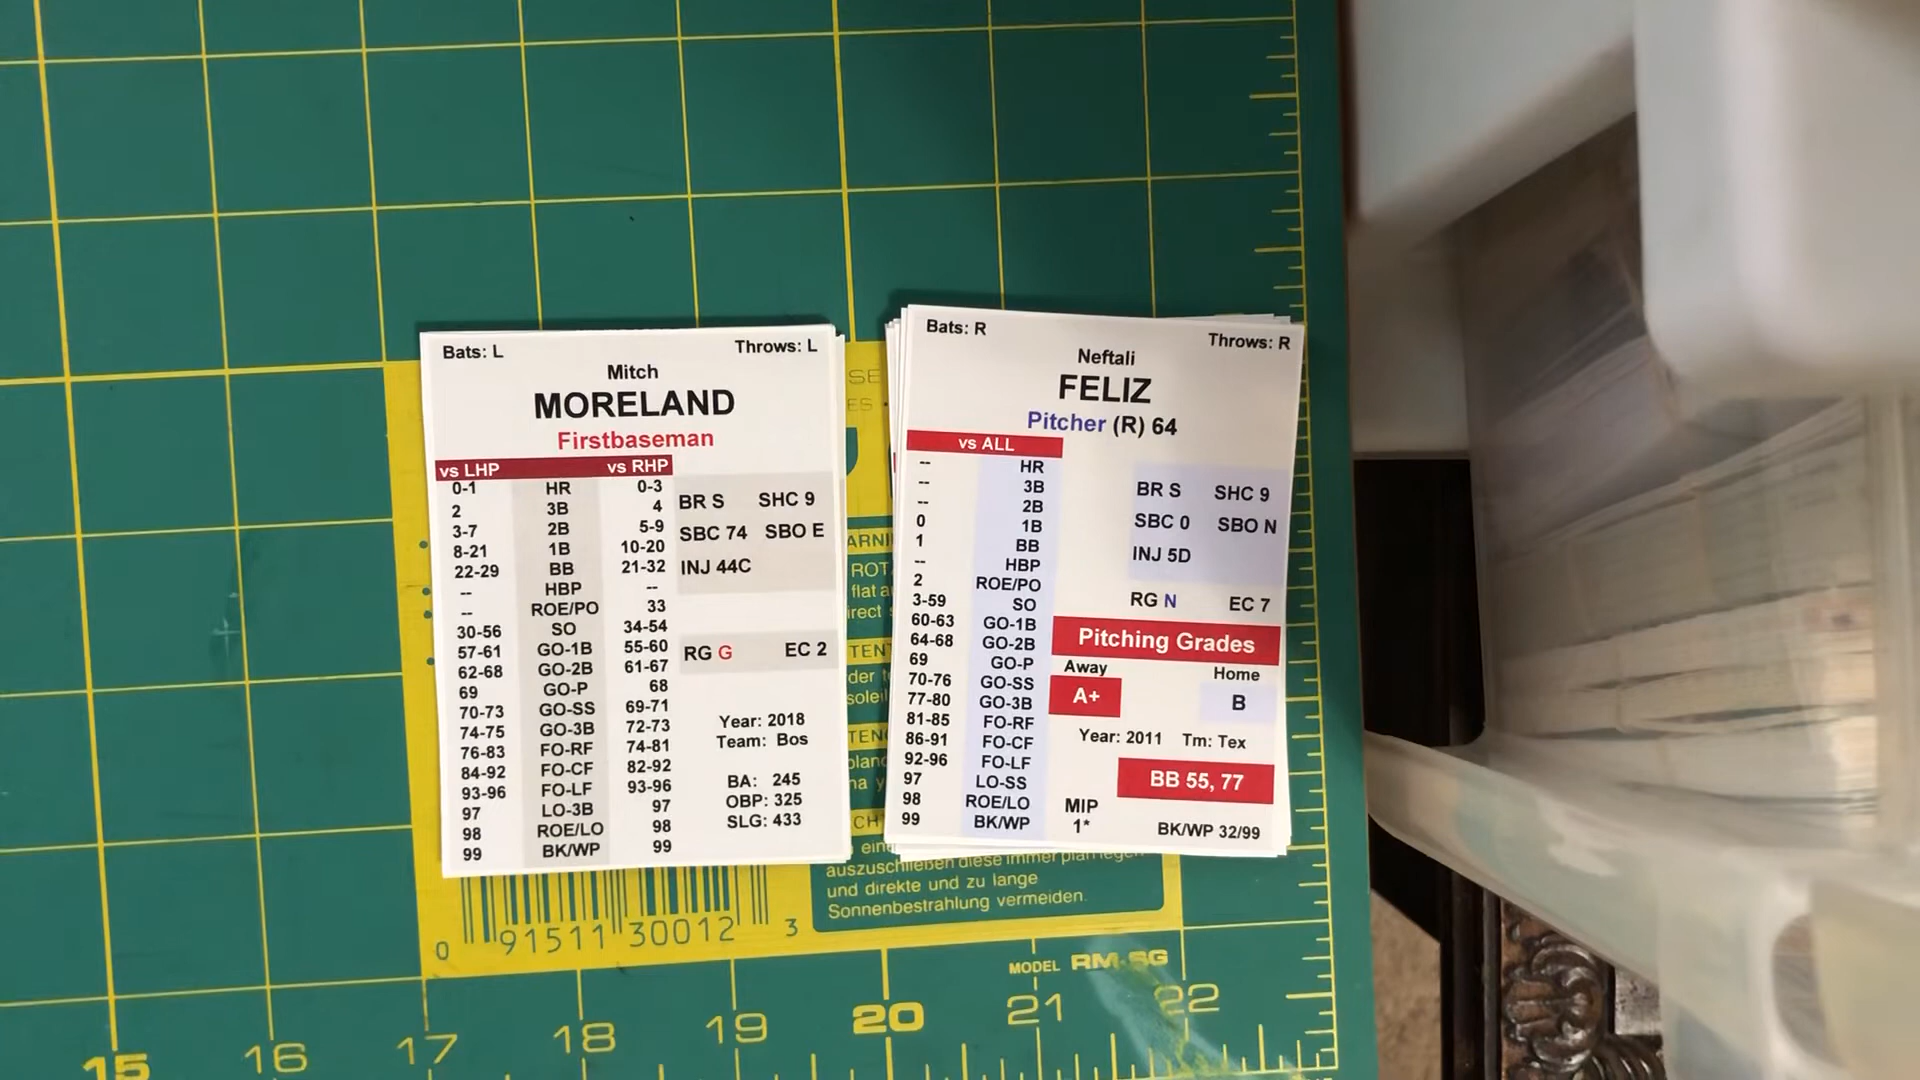 Bats: L Throws: L
Mitch
MORELAND
Firstbaseman
vs LHP vs RHP
0-1 HR 0-3
2 3B 4
3-7 2B 5-9
8-21 1B 10-20
22-29 BB 21-32
-- HBP --
-- ROE/PO 33
30-56 SO 34-54
57-61 GO-1B 55-60
62-68 GO-2B 61-67
69 GO-P 68
70-73 GO-SS 69-71
74-75 GO-3B 72-73
76-83 FO-RF 74-81
84-92 FO-CF 82-92
93-96 FO-LF 93-96
97 LO-3B 97
98 ROE/LO 98
99 BK/WP 99
BR S SHC 9
SBC 74 SBO E
INJ 44C
RG G EC 2
Year: 2018
Team: Bos
BA: 245
OBP: 325
SLG: 433
Bats: R Throws: R
Neftali
FELIZ
Pitcher (R) 64
vs ALL
-- HR
-- 3B
-- 2B
0 1B
1 BB
-- HBP
2 ROE/PO
3-59 SO
60-63 GO-1B
64-68 GO-2B
69 GO-P
70-76 GO-SS
77-80 GO-3B
81-85 FO-RF
86-91 FO-CF
92-96 FO-LF
97 LO-SS
98 ROE/LO
99 BK/WP
BR S SHC 9
SBC 0 SBO N
INJ 5D
RG N EC 7
Pitching Grades
Away Home
A+ B
Year: 2011 Tm: Tex
BB 55, 77
MIP
1* BK/WP 32/99
auszuschließen diese immer plan legen
und direkte und zu lange
Sonnenbestrahlung vermeiden.
0 91511 30012 3
MODEL RM-SG
15 16 17 18 19 20 21 22